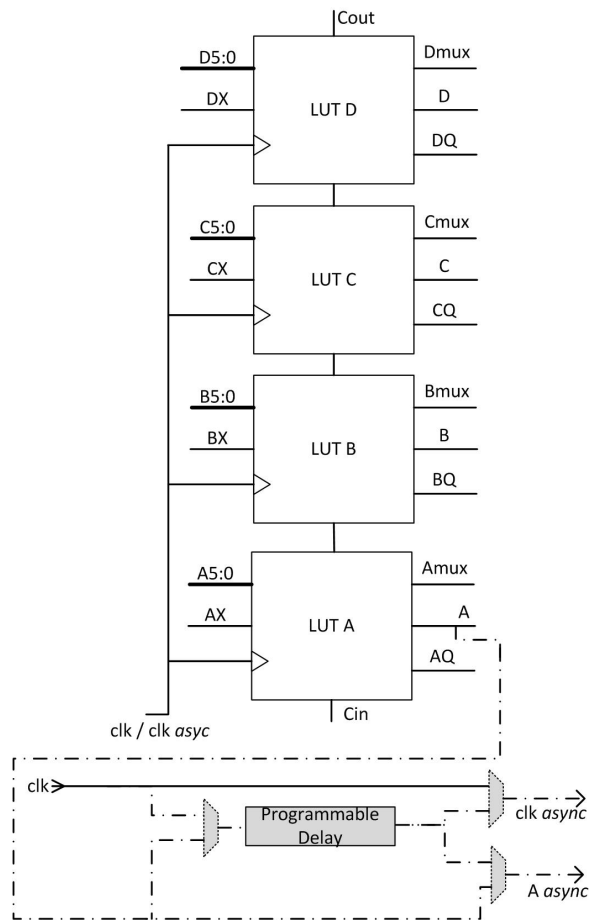 Cout
D5:0
Dmux
DX
LUT D
D
DQ
C5:0
Cmux
CX
LUT C
C
CQ
B5:0
Bmux
BX
LUT B
B
BQ
A5:0
Amux
AX
LUT A
A
AQ
Cin
clk / clk asyc
clk
Programmable
Delay
clk async
A async